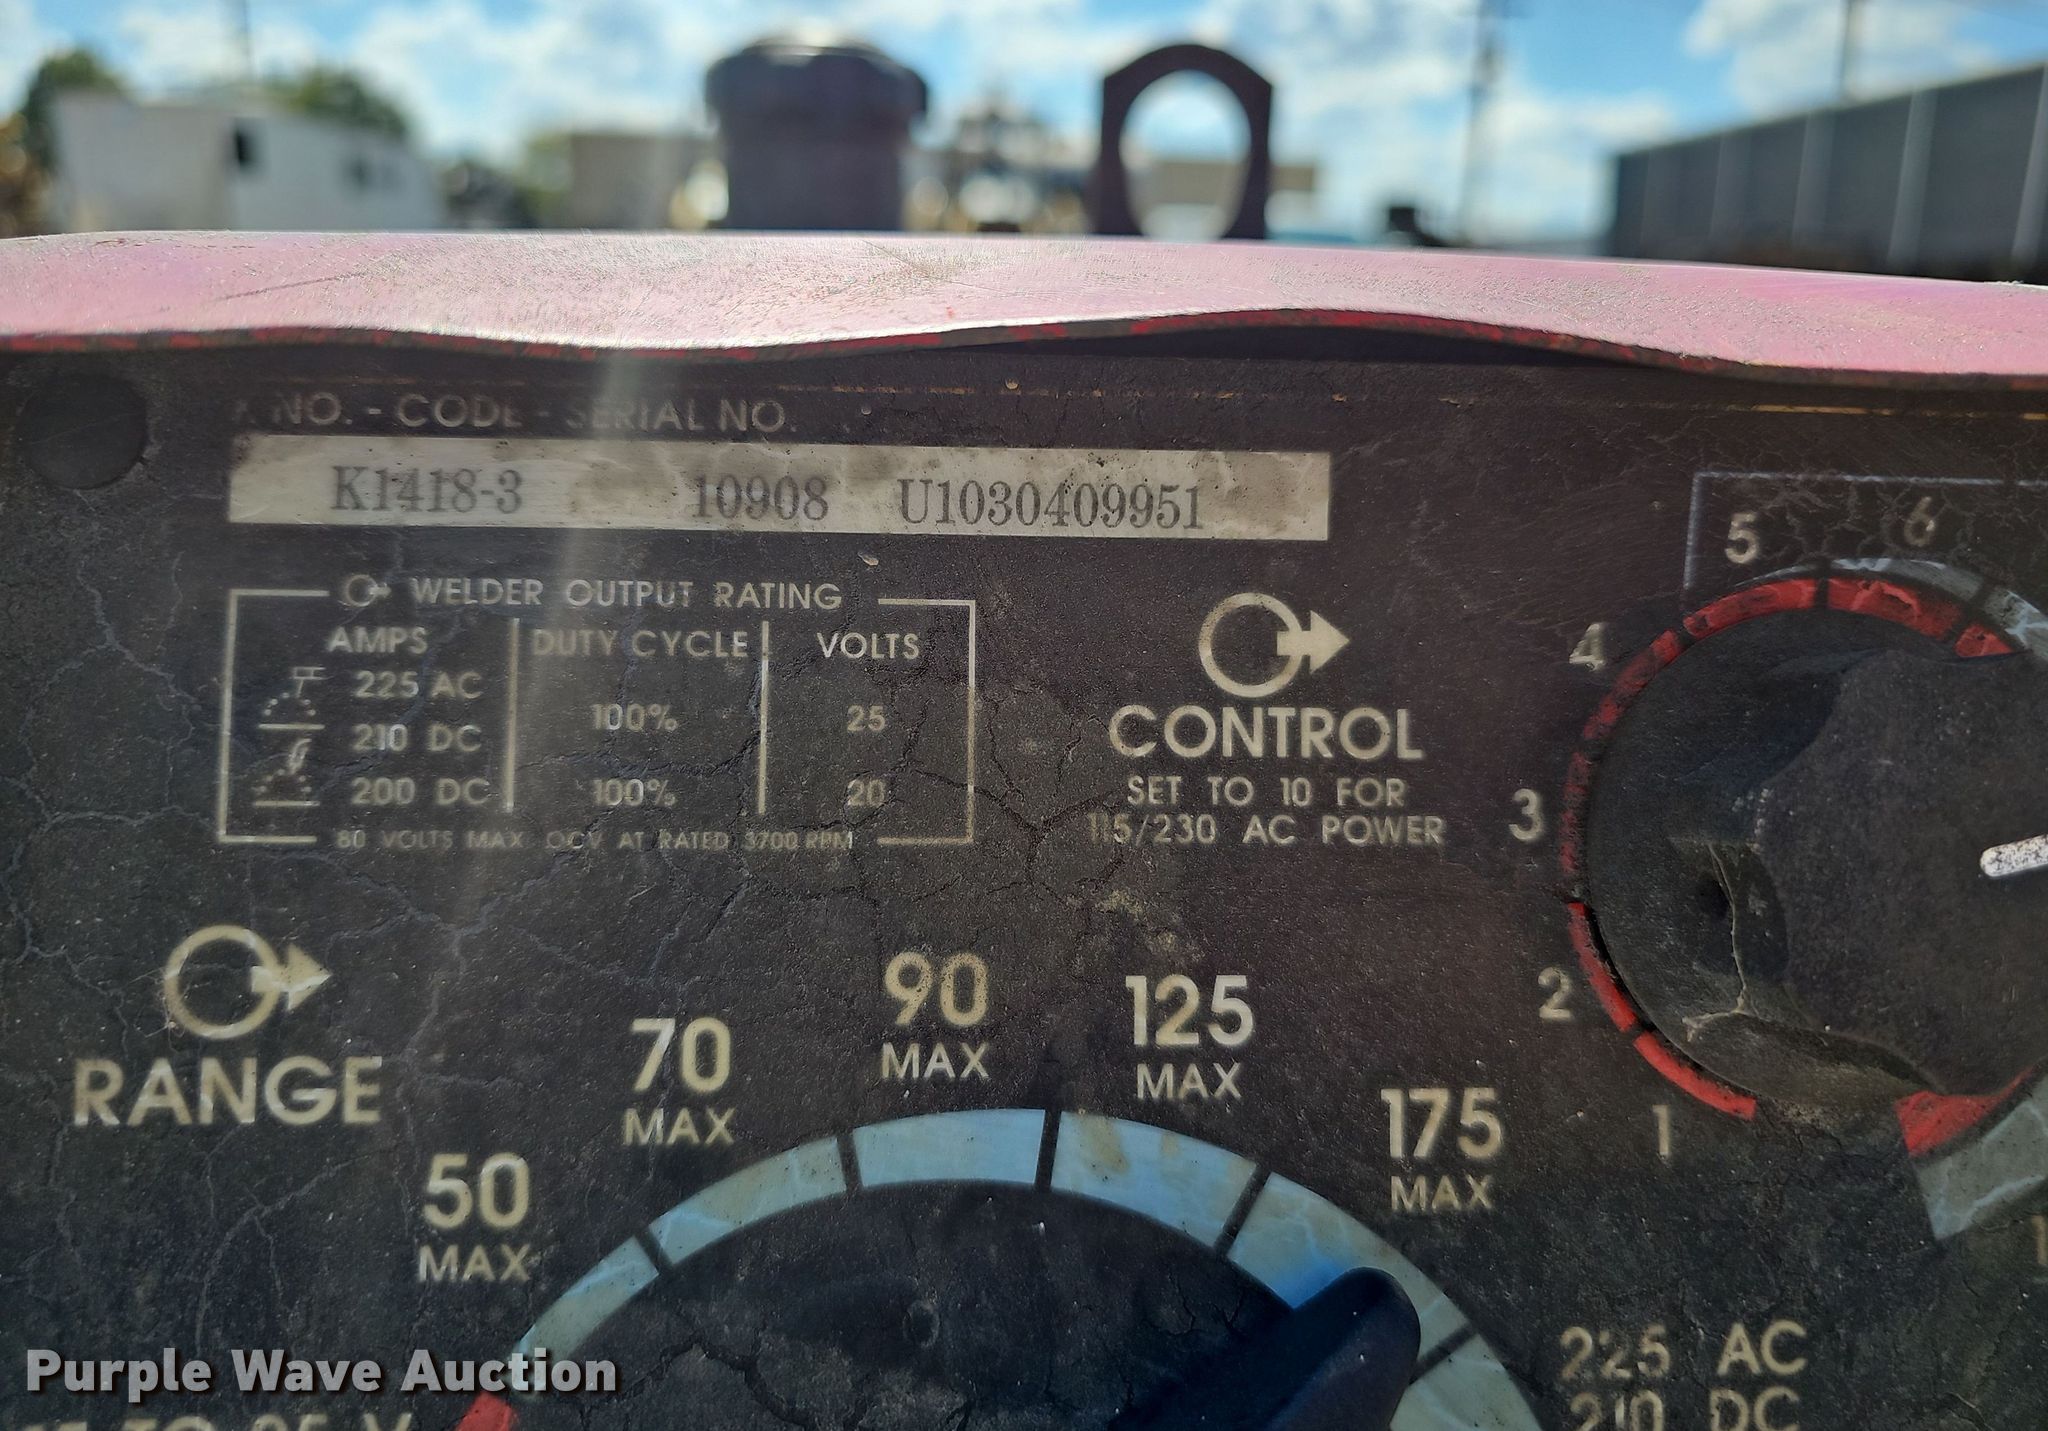 NO. - CODE - SERIAL NO.
K1418-3 10908 U1030409951
WELDER OUTPUT RATING
AMPS DUTY CYCLE VOLTS
225 AC
210 DC 100% 25
200 DC 100% 20
80 VOLTS MAX OCV AT RATED 3700 RPM
CONTROL
SET TO 10 FOR
115/230 AC POWER
6
5
4
3
2
1
RANGE
50
MAX
70
MAX
90
MAX
125
MAX
175
MAX
225 AC
210 DC
Purple Wave Auction